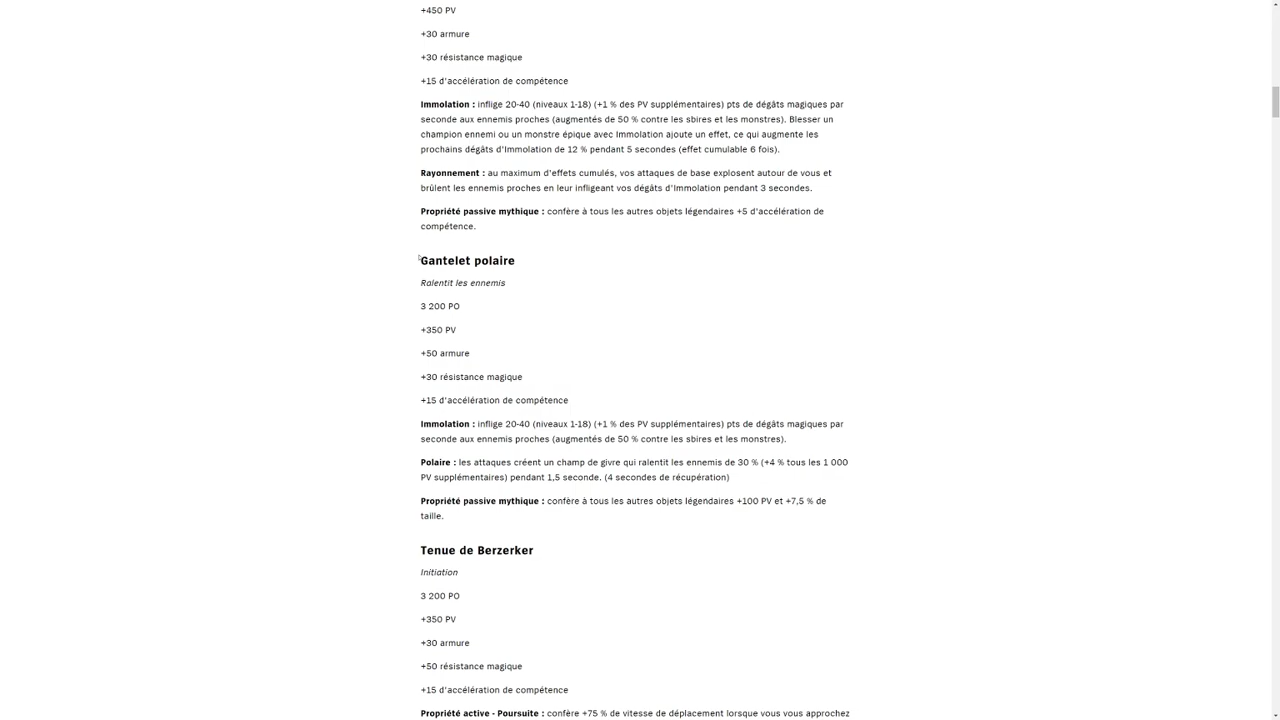 +450 PV
+30 armure
+30 résistance magique
+15 d'accélération de compétence
Immolation : inflige 20-40 (niveaux 1-18) (+1 % des PV supplémentaires) pts de dégâts magiques par
seconde aux ennemis proches (augmentés de 50 % contre les sbires et les monstres). Blesser un
champion ennemi ou un monstre épique avec Immolation ajoute un effet, ce qui augmente les
prochains dégâts d'Immolation de 12 % pendant 5 secondes (effet cumulable 6 fois).
Rayonnement : au maximum d'effets cumulés, vos attaques de base explosent autour de vous et
brûlent les ennemis proches en leur infligeant vos dégâts d'Immolation pendant 3 secondes.
Propriété passive mythique : confère à tous les autres objets légendaires +5 d'accélération de
compétence.
Gantelet polaire
Ralentit les ennemis
3 200 PO
+350 PV
+50 armure
+30 résistance magique
+15 d'accélération de compétence
Immolation : inflige 20-40 (niveaux 1-18) (+1 % des PV supplémentaires) pts de dégâts magiques par
seconde aux ennemis proches (augmentés de 50 % contre les sbires et les monstres).
Polaire : les attaques créent un champ de givre qui ralentit les ennemis de 30 % (+4 % tous les 1 000
PV supplémentaires) pendant 1,5 seconde. (4 secondes de récupération)
Propriété passive mythique : confère à tous les autres objets légendaires +100 PV et +7,5 % de
taille.
Tenue de Berzerker
Initiation
3 200 PO
+350 PV
+30 armure
+50 résistance magique
+15 d'accélération de compétence
Propriété active - Poursuite : confère +75 % de vitesse de déplacement lorsque vous vous approchez